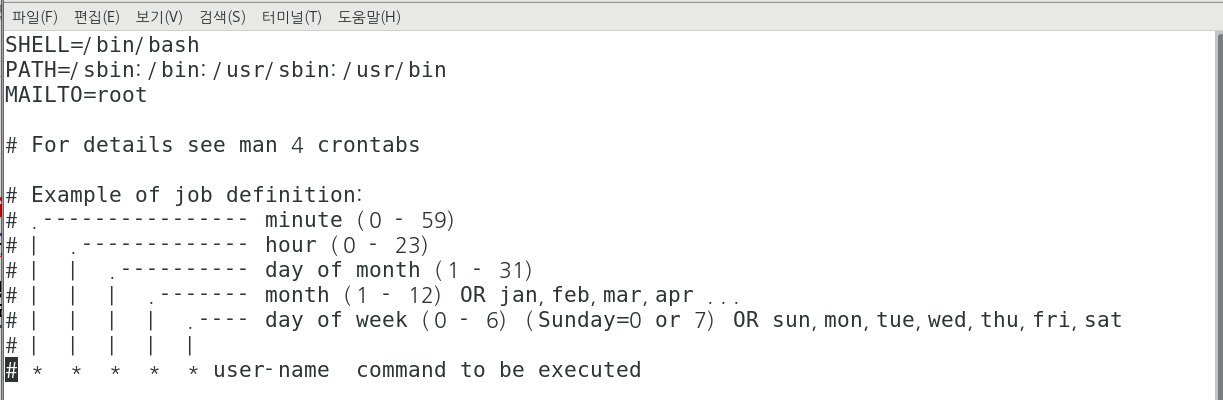 파일(F) 편집(E) 보기(V) 검색(S) 터미널(T) 도움말(H)
SHELL=/bin/bash
PATH=/sbin:/bin:/usr/sbin:/usr/bin
MAILTO=root
# For details see man 4 crontabs
# Example of job definition:
# .---------------- minute (0 - 59)
# |  .------------- hour (0 - 23)
# |  |  .---------- day of month (1 - 31)
# |  |  |  .------- month (1 - 12) OR jan,feb,mar,apr ...
# |  |  |  |  .---- day of week (0 - 6) (Sunday=0 or 7) OR sun,mon,tue,wed,thu,fri,sat
# |  |  |  |  |
# *  *  *  *  * user-name  command to be executed